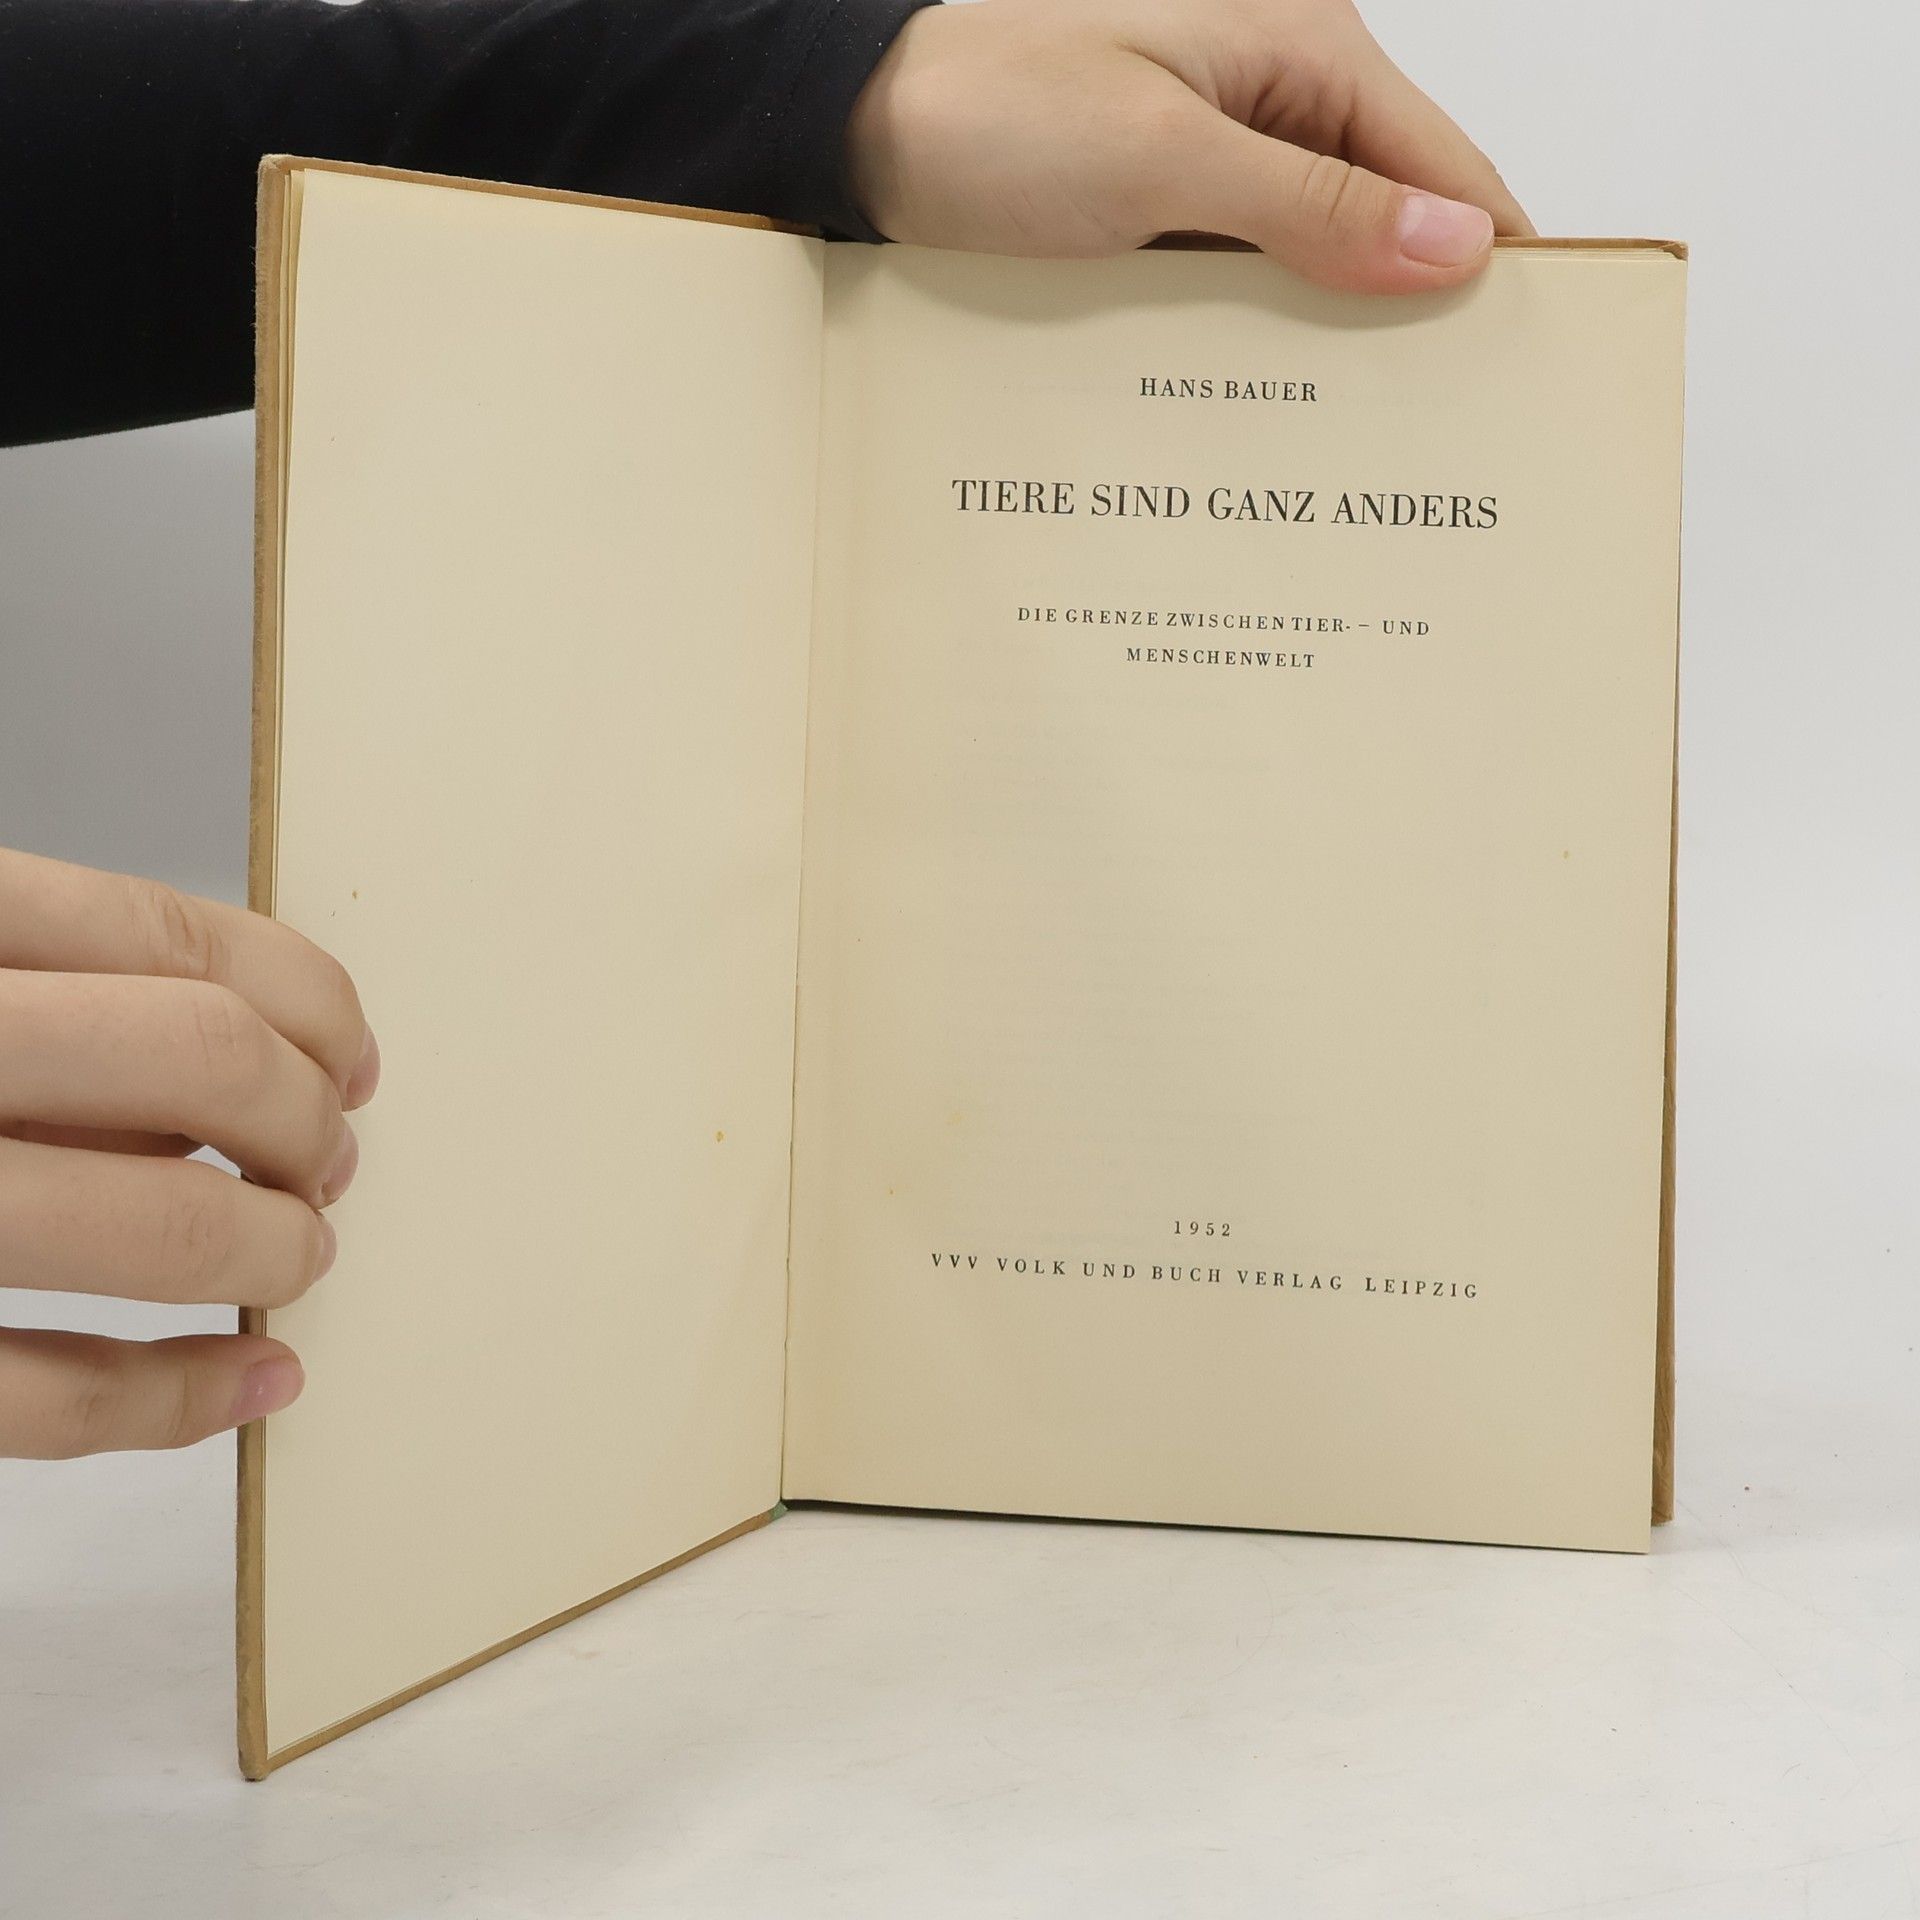 HANS BAUER
TIERE SIND GANZ ANDERS
DIE GRENZE ZWISCHEN TIER- – UND
MENSCHENWELT
1952
VVV VOLK UND BUCH VERLAG LEIPZIG